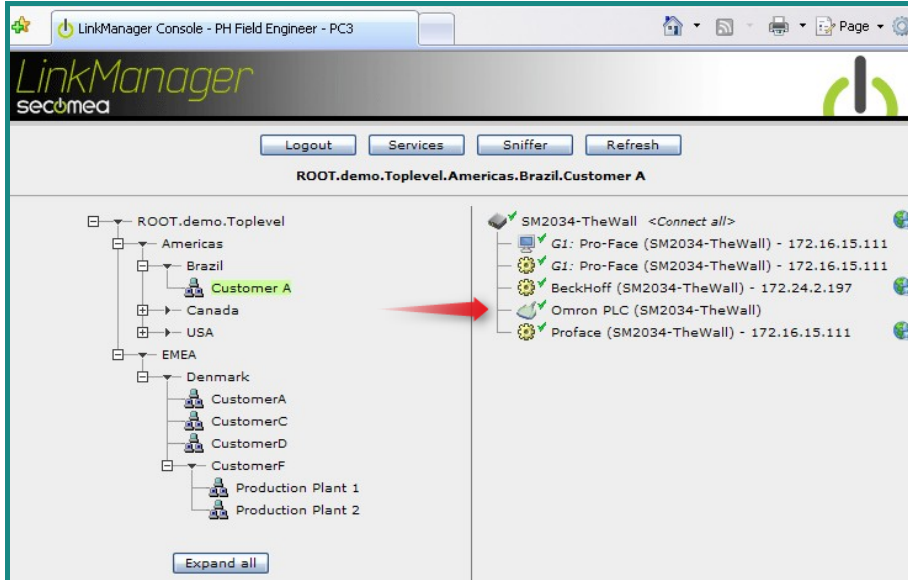 LinkManager Console - PH Field Engineer - PC3
Page
LinkManager
secomea
Logout Services Sniffer Refresh
ROOT.demo.Toplevel.Americas.Brazil.Customer A
ROOT.demo.Toplevel
Americas
Brazil
Customer A
Canada
USA
EMEA
Denmark
CustomerA
CustomerC
CustomerD
CustomerF
Production Plant 1
Production Plant 2
Expand all
SM2034-TheWall <Connect all>
G1: Pro-Face (SM2034-TheWall) - 172.16.15.111
G1: Pro-Face (SM2034-TheWall) - 172.16.15.111
BeckHoff (SM2034-TheWall) - 172.24.2.197
Omron PLC (SM2034-TheWall)
Proface (SM2034-TheWall) - 172.16.15.111